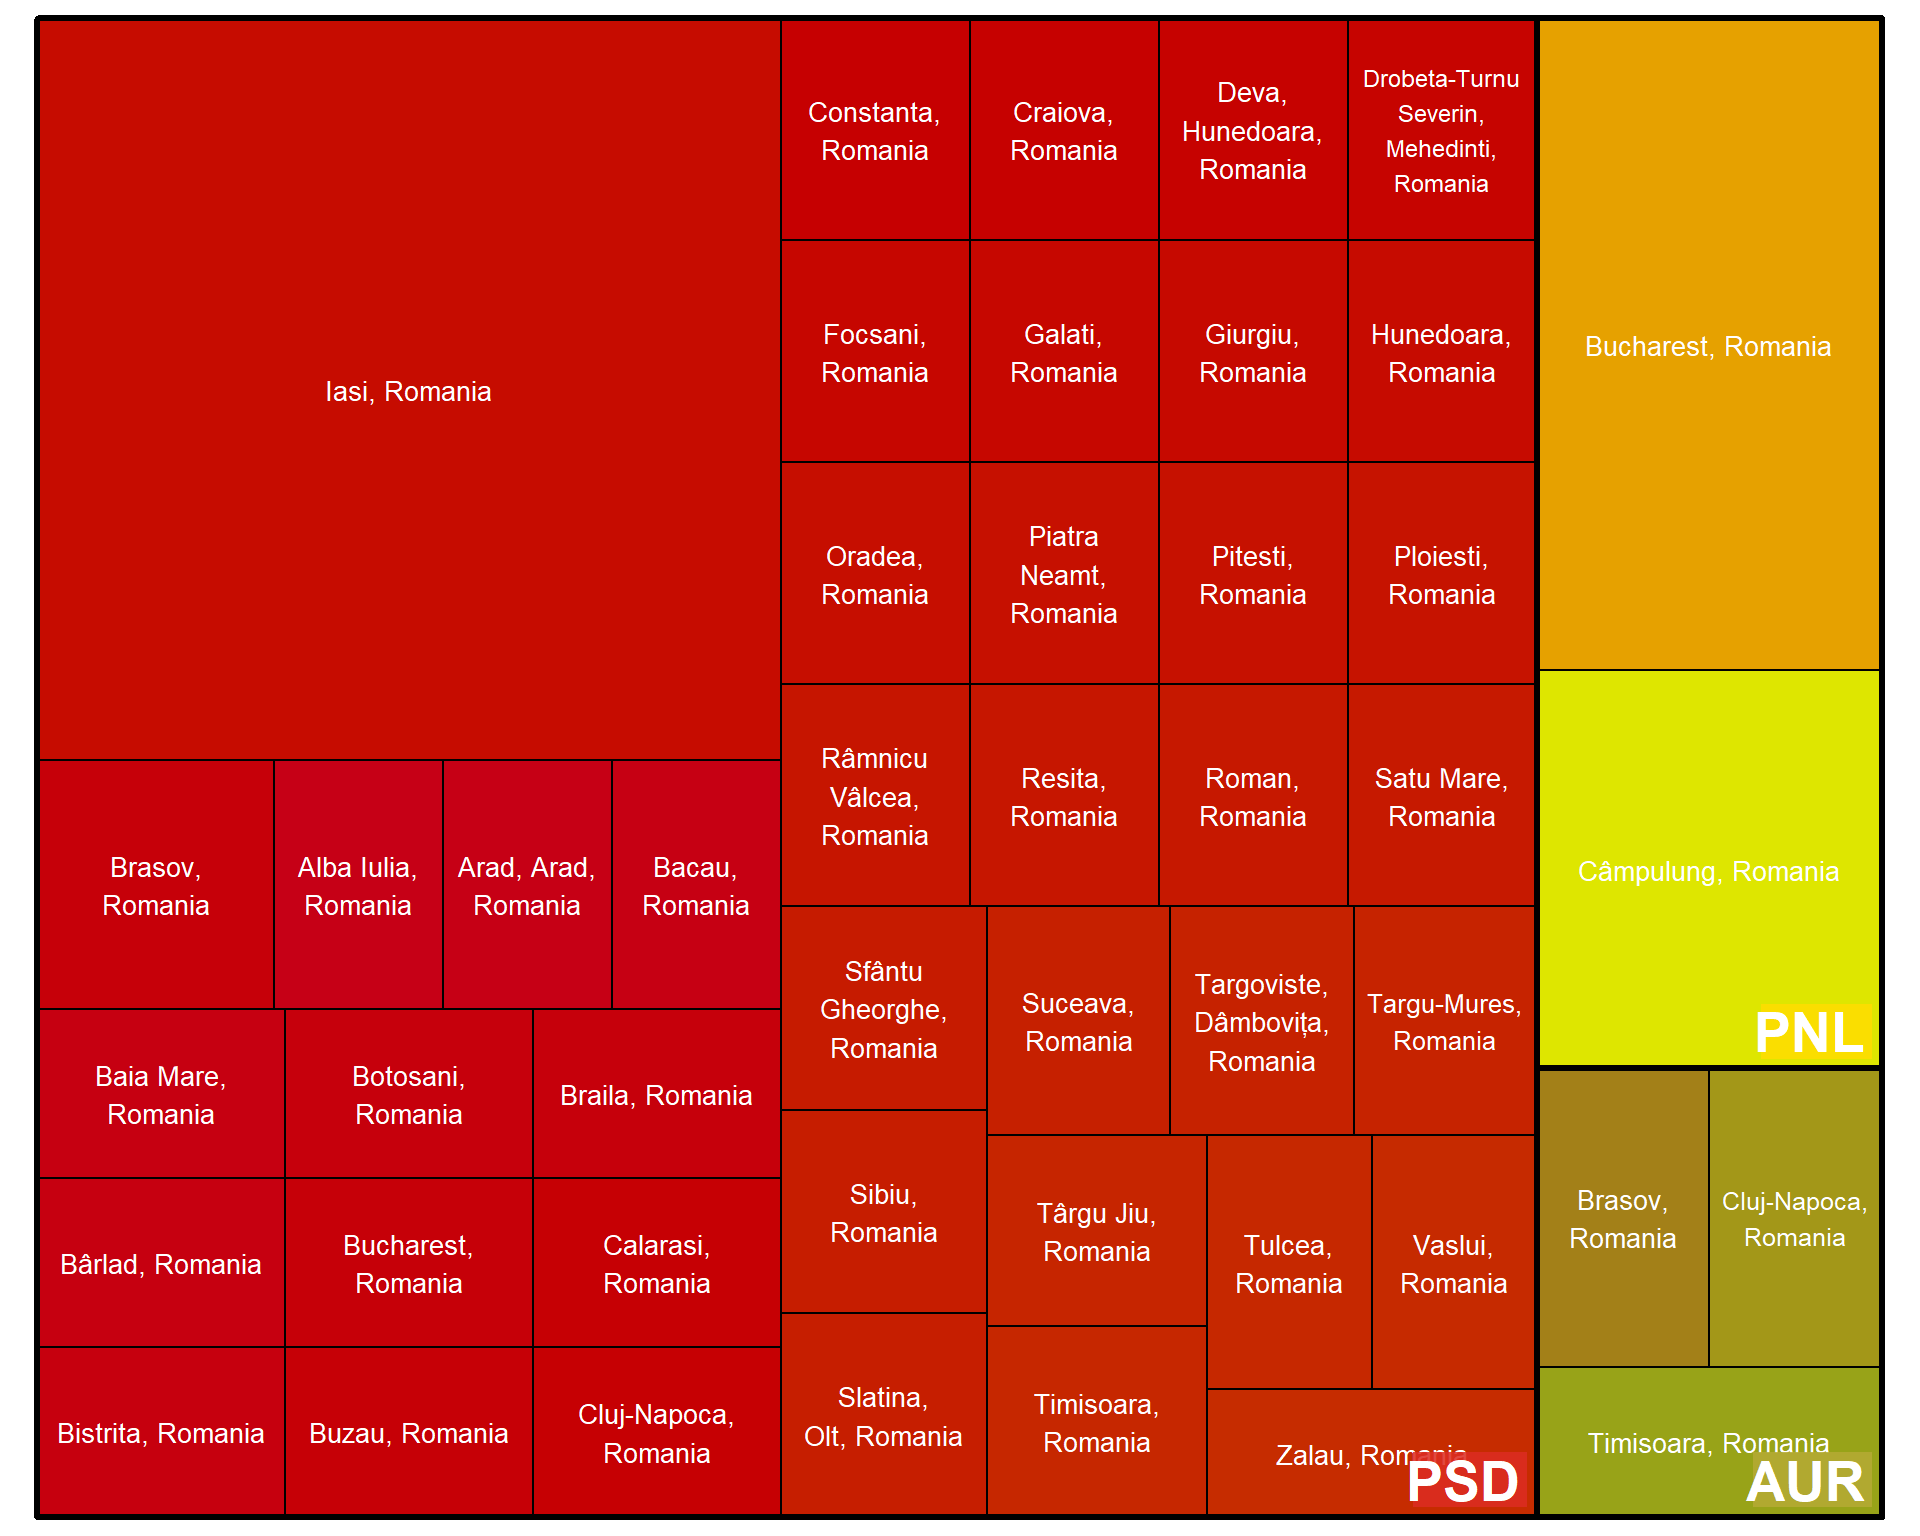 Iasi, Romania
Constanta,
Romania
Craiova,
Romania
Deva,
Hunedoara,
Romania
Drobeta-Turnu
Severin,
Mehedinti,
Romania
Focsani,
Romania
Galati,
Romania
Giurgiu,
Romania
Hunedoara,
Romania
Oradea,
Romania
Piatra
Neamt,
Romania
Pitesti,
Romania
Ploiesti,
Romania
Râmnicu
Vâlcea,
Romania
Resita,
Romania
Roman,
Romania
Satu Mare,
Romania
Brasov,
Romania
Alba Iulia,
Romania
Arad, Arad,
Romania
Bacau,
Romania
Baia Mare,
Romania
Botosani,
Romania
Braila, Romania
Bârlad, Romania
Bucharest,
Romania
Calarasi,
Romania
Bistrita, Romania
Buzau, Romania
Cluj-Napoca,
Romania
Sfântu
Gheorghe,
Romania
Suceava,
Romania
Targoviste,
Dâmbovița,
Romania
Targu-Mures,
Romania
Sibiu,
Romania
Târgu Jiu,
Romania
Tulcea,
Romania
Vaslui,
Romania
Slatina,
Olt, Romania
Timisoara,
Romania
Zalau, Romania
PSD
Bucharest, Romania
Câmpulung, Romania
PNL
Brasov,
Romania
Cluj-Napoca,
Romania
Timisoara, Romania
AUR